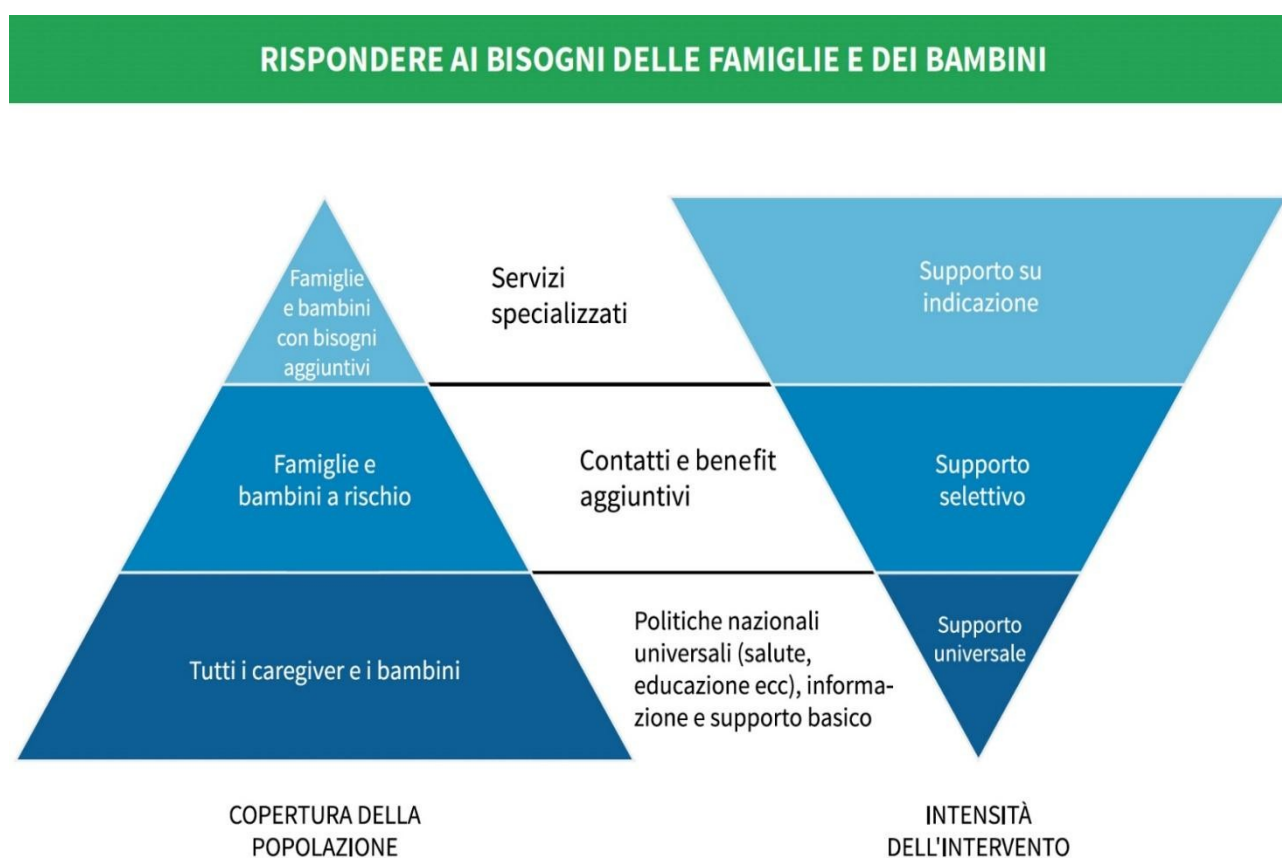 RISPONDERE AI BISOGNI DELLE FAMIGLIE E DEI BAMBINI
Famiglie
e bambini
con bisogni
aggiuntivi
Servizi
specializzati
Supporto su
indicazione
Famiglie e
bambini a rischio
Contatti e benefit
aggiuntivi
Supporto
selettivo
Tutti i caregiver e i bambini
Politiche nazionali
universali (salute,
educazione ecc), informa-
zione e supporto basico
Supporto
universale
COPERTURA DELLA
POPOLAZIONE
INTENSITÀ
DELL'INTERVENTO